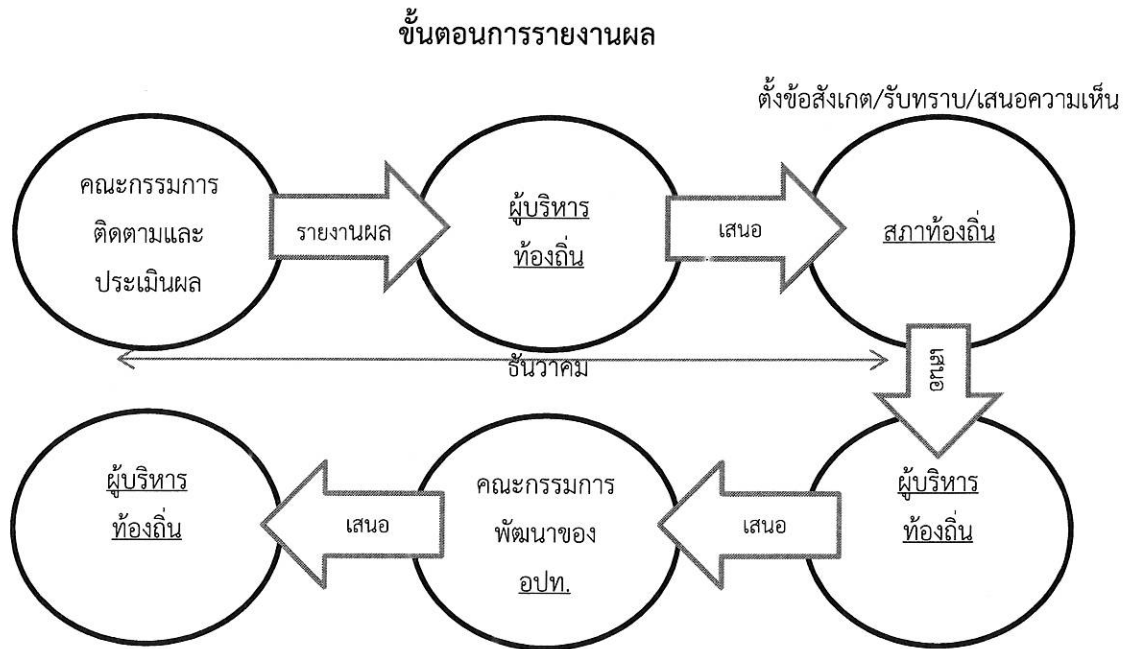 ขั้นตอนการรายงานผล
ตั้งข้อสังเกต/รับทราบ/เสนอความเห็น
คณะกรรมการ
ติดตามและ
ประเมินผล
รายงานผล
ผู้บริหาร
ท้องถิ่น
เสนอ
สภาท้องถิ่น
ธันวาคม
เสนอ
ผู้บริหาร
ท้องถิ่น
เสนอ
คณะกรรมการ
พัฒนาของ
อปท.
เสนอ
ผู้บริหาร
ท้องถิ่น